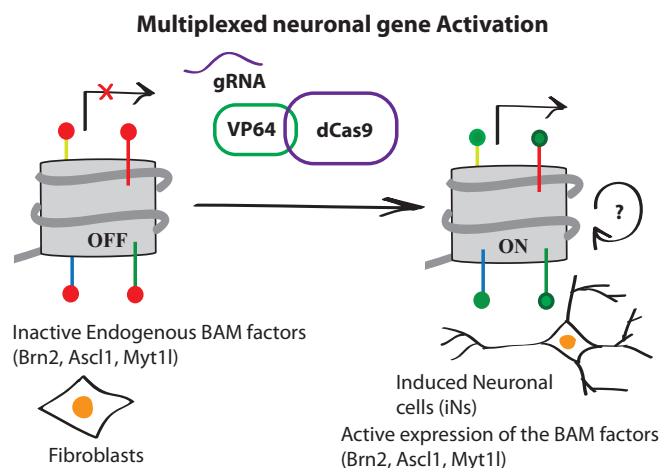 Multiplexed neuronal gene Activation
gRNA
VP64
dCas9
OFF
ON
?
Inactive Endogenous BAM factors
(Brn2, Ascl1, Myt1l)
Fibroblasts
Induced Neuronal
cells (iNs)
Active expression of the BAM factors
(Brn2, Ascl1, Myt1l)